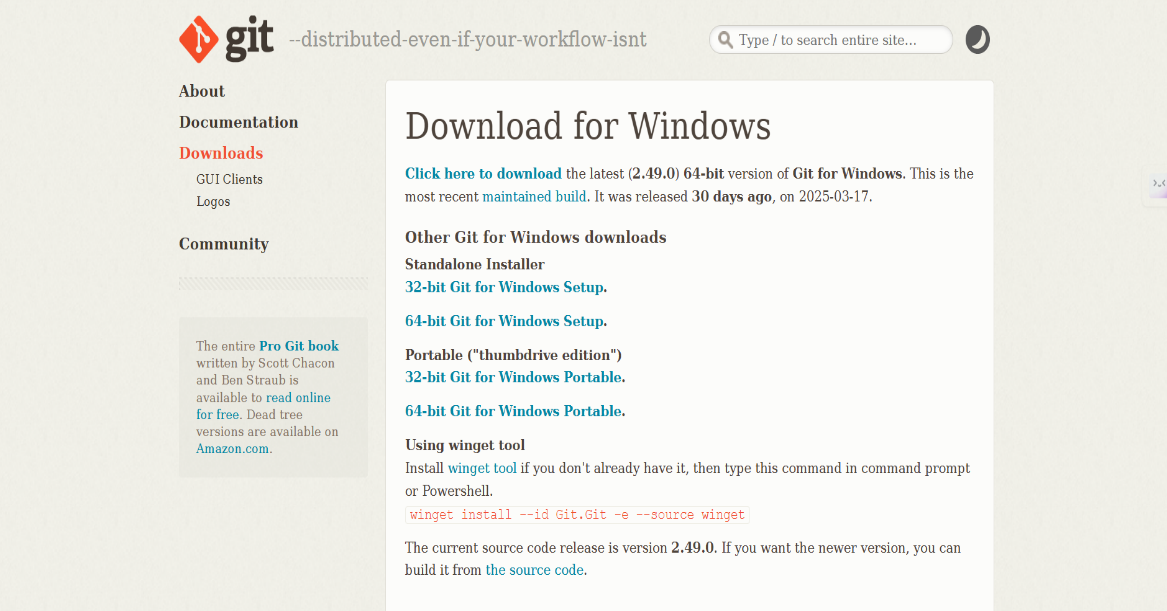 git --distributed-even-if-your-workflow-isnt
Type / to search entire site...
About
Documentation
Downloads
GUI Clients
Logos
Community
The entire Pro Git book
written by Scott Chacon
and Ben Straub is
available to read online
for free. Dead tree
versions are available on
Amazon.com.
Download for Windows
Click here to download the latest (2.49.0) 64-bit version of Git for Windows. This is the
most recent maintained build. It was released 30 days ago, on 2025-03-17.
Other Git for Windows downloads
Standalone Installer
32-bit Git for Windows Setup.
64-bit Git for Windows Setup.
Portable ("thumbdrive edition")
32-bit Git for Windows Portable.
64-bit Git for Windows Portable.
Using winget tool
Install winget tool if you don't already have it, then type this command in command prompt
or Powershell.
winget install --id Git.Git -e --source winget
The current source code release is version 2.49.0. If you want the newer version, you can
build it from the source code.